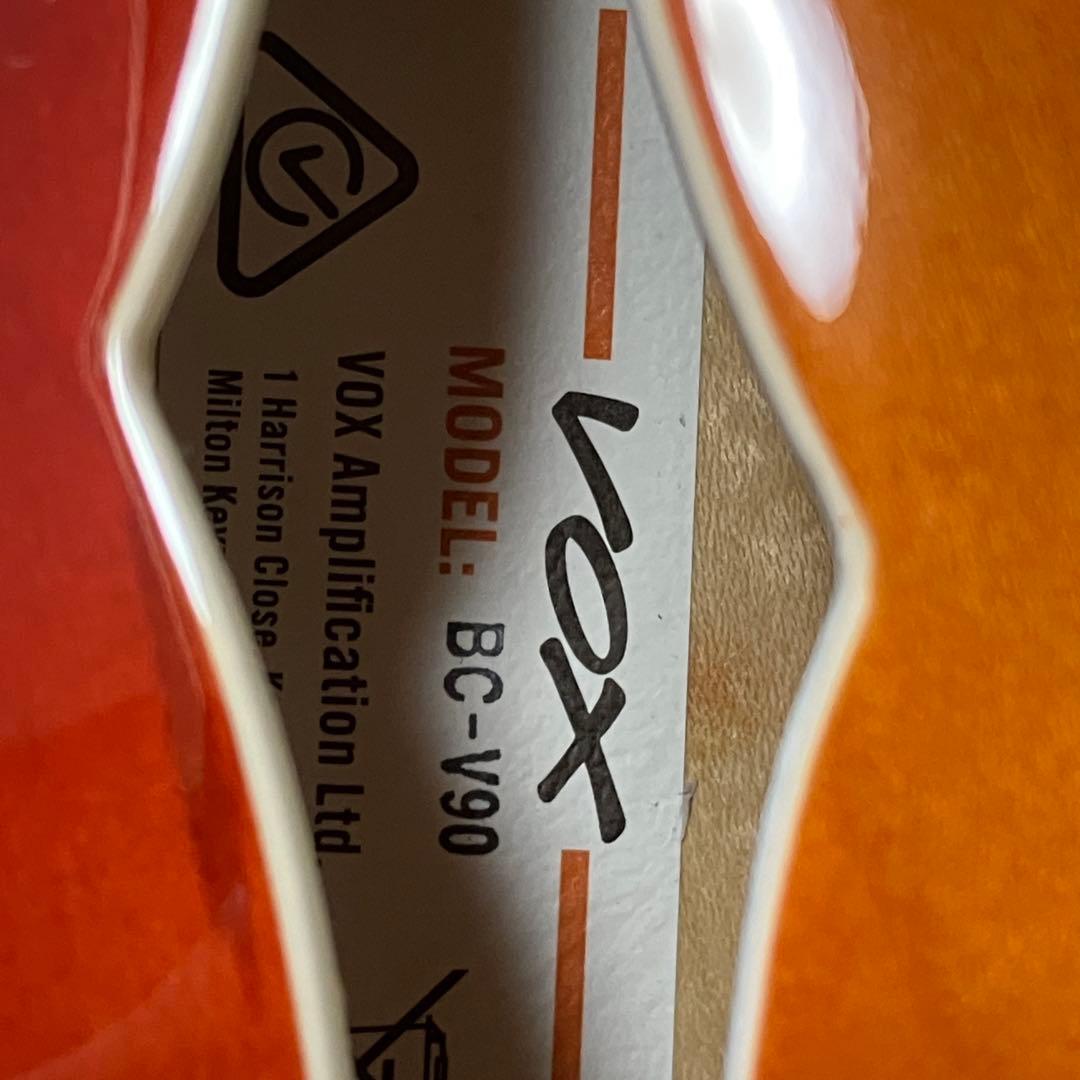 VOX
MODEL: BC-V90
VOX Amplification Ltd.
1 Harrison Close,
Milton